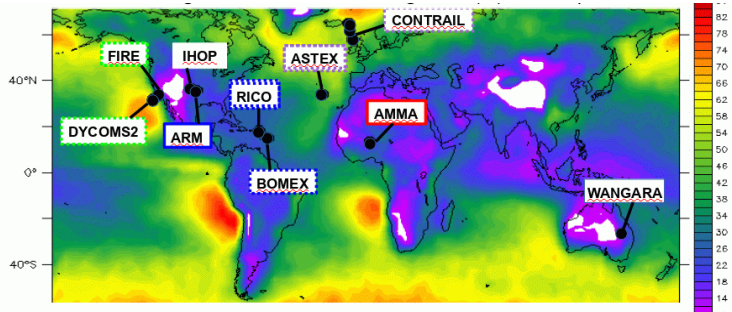 CONTRAIL
FIRE
IHOP
ASTEX
40°N
RICO
AMMA
DYCOMS2
ARM
0°
BOMEX
WANGARA
40°S
82
78
74
70
66
62
58
54
50
46
42
38
34
30
26
22
18
14